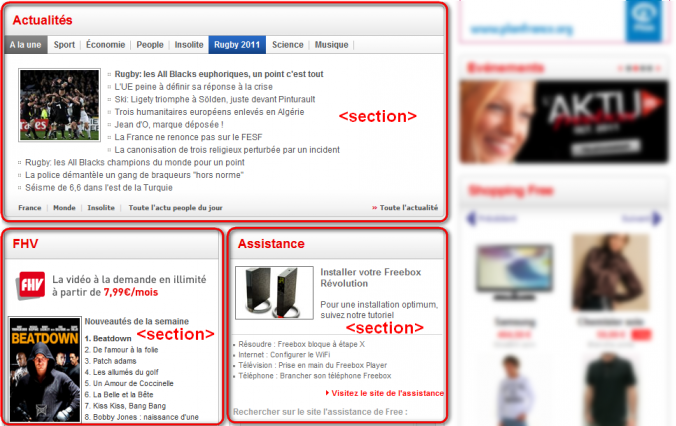 Actualités
A la une Sport Économie People Insolite Rugby 2011 Science Musique
Rugby: les All Blacks euphoriques, un point c'est tout
L'UE peine à définir sa réponse à la crise
Ski: Ligety triomphe à Sölden, juste devant Pinturault
Trois humanitaires européens enlevés en Algérie
Jean d'O, marque déposée !
La France ne renonce pas sur le FESF
La canonisation de trois religieux perturbée par un incident
Rugby: les All Blacks champions du monde pour un point
La police démantèle un gang de braqueurs "hors norme"
Séisme de 6,6 dans l'est de la Turquie
<section>
France Monde Insolite Toute l'actu people du jour » Toute l'actualité
FHV
FHV
La vidéo à la demande en illimité
à partir de 7,99€/mois
Nouveautés de la semaine
<section>
BEATDOWN
1. Beatdown
2. De l'amour à la folie
3. Patch adams
4. Les allumés du golf
5. Un Amour de Coccinelle
6. La Belle et la Bête
7. Kiss Kiss, Bang Bang
8. Bobby Jones : naissance d'une
Assistance
Installer votre Freebox
Révolution
Pour une installation optimum,
suivez notre tutoriel
<section>
Résoudre : Freebox bloque à étape X
Internet : Configurer le WiFi
Télévision : Prise en main du Freebox Player
Téléphone : Brancher son téléphone Freebox
Visitez le site de l'assistance
Rechercher sur le site l'assistance de Free :
www.planfrance.org
Evénements
L'AKTU
Shopping Free
Précédent Suivant
Samsung